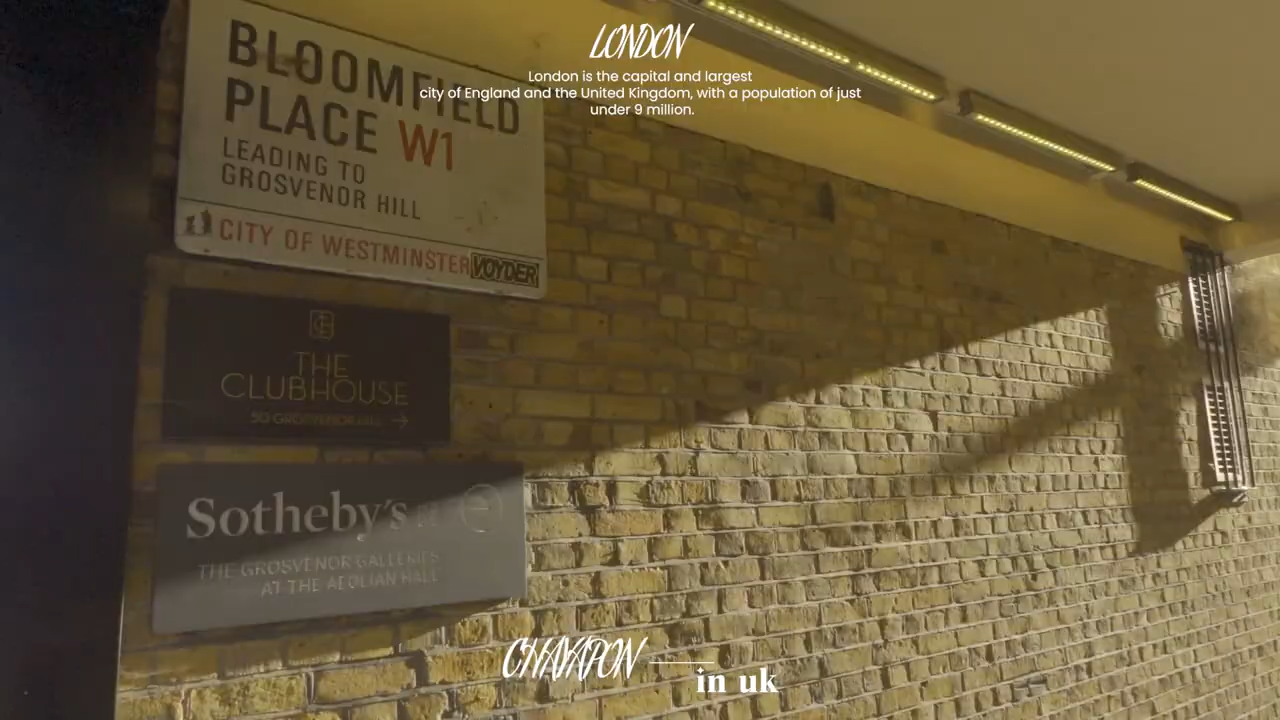 LONDON
London is the capital and largest
city of England and the United Kingdom, with a population of just
under 9 million.
BLOOMFIELD
PLACE W1
LEADING TO
GROSVENOR HILL
CITY OF WESTMINSTER
VOYDER
THE
CLUBHOUSE
50 GROSVENOR HILL →
Sotheby's
THE GROSVENOR GALLERIES
AT THE AEOLIAN HALL
CHAYAPON
in uk